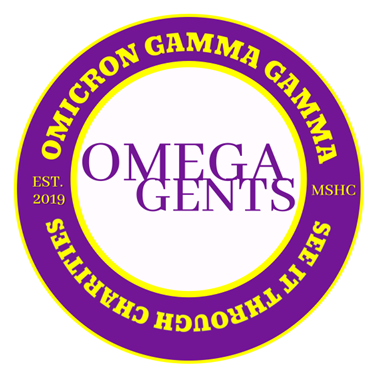 OMICRON GAMMA GAMMA
OMEGA
GENTS
EST.
2019
MSHC
SEE IT THROUGH CHARITIES